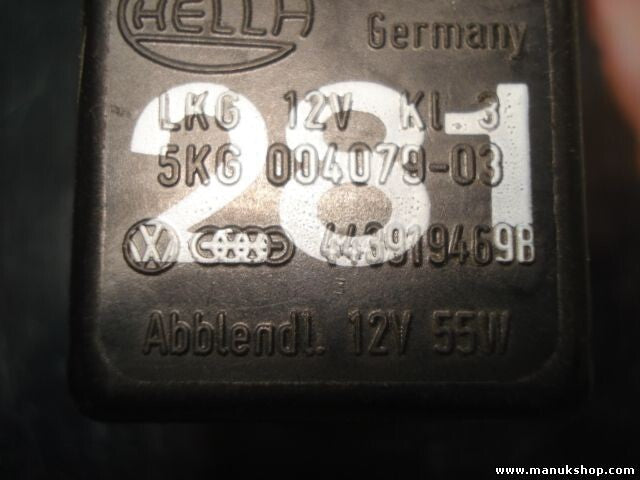 HELLA
Germany
281
LKG 12V Kl. 3
5KG 004079-03
443919469B
Abblendl. 12V 55W
www.manukshop.com